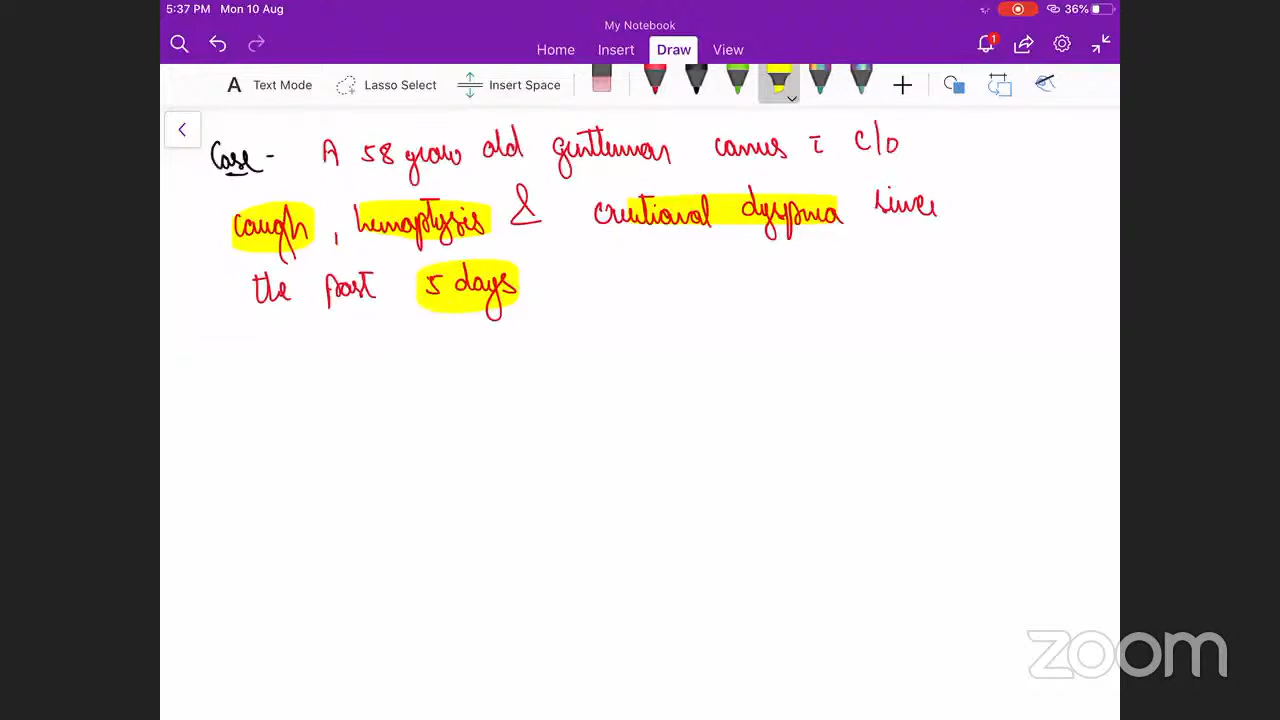 5:37 PM Mon 10 Aug
36%
My Notebook
Home Insert Draw View
1
A Text Mode Lasso Select Insert Space
Case - A 58 year old gentleman comes c̄ c/o
cough, hemoptysis & exertional dyspnea since
the past 5 days
zoom